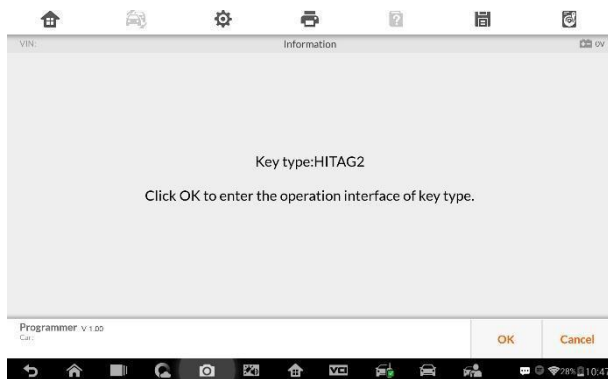 VIN:
Information
0V
Key type:HITAG2
Click OK to enter the operation interface of key type.
Programmer V 1.00
Car:
OK
Cancel
28% 10:47